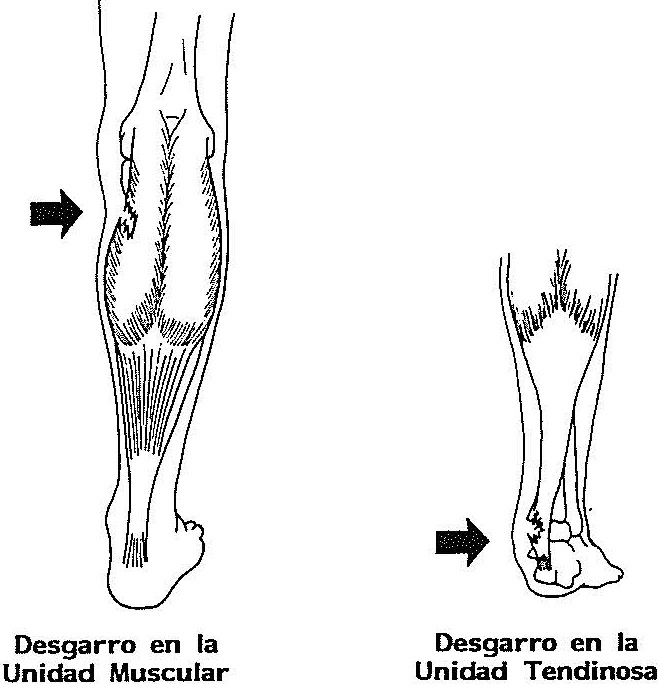 Desgarro en la
Unidad Muscular
Desgarro en la
Unidad Tendinosa